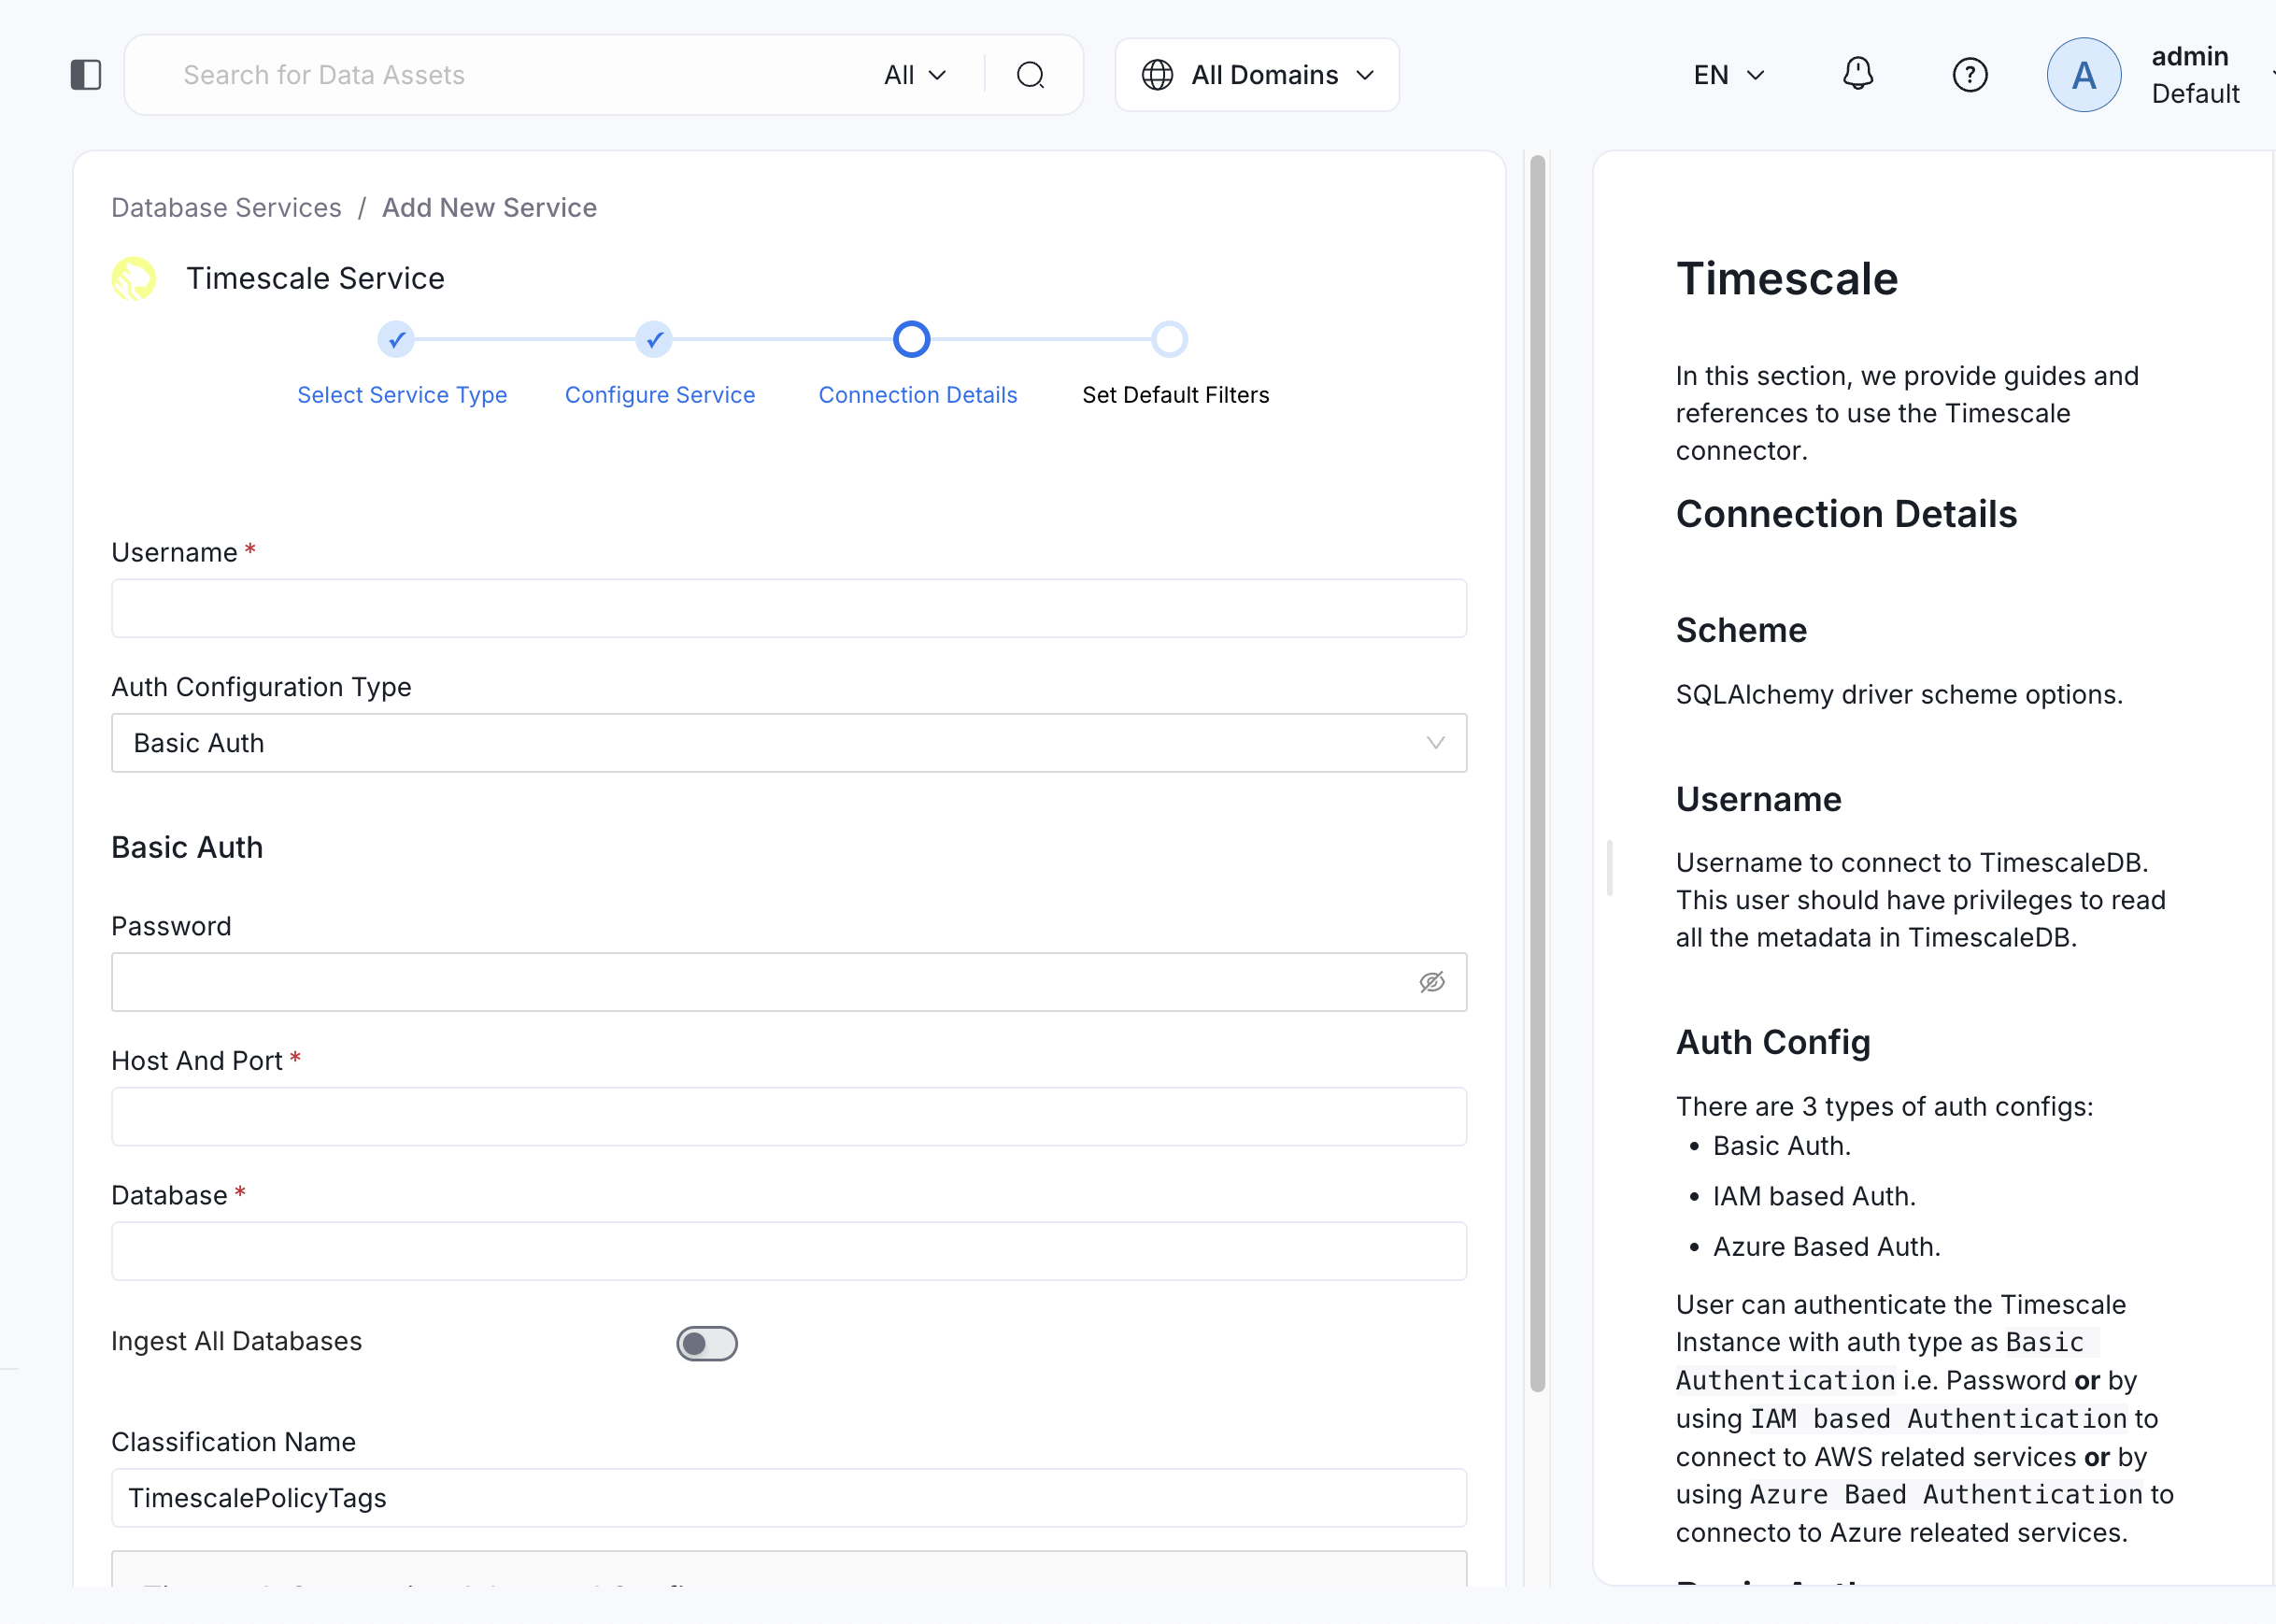 Search for Data Assets
All
All Domains
EN
A
admin
Default
Database Services / Add New Service
Timescale Service
Select Service Type
Configure Service
Connection Details
Set Default Filters
Username *
Auth Configuration Type
Basic Auth
Basic Auth
Password
Host And Port *
Database *
Ingest All Databases
Classification Name
TimescalePolicyTags
Timescale
In this section, we provide guides and
references to use the Timescale
connector.
Connection Details
Scheme
SQLAlchemy driver scheme options.
Username
Username to connect to TimescaleDB.
This user should have privileges to read
all the metadata in TimescaleDB.
Auth Config
There are 3 types of auth configs:
• Basic Auth.
• IAM based Auth.
• Azure Based Auth.
User can authenticate the Timescale
Instance with auth type as Basic
Authentication i.e. Password or by
using IAM based Authentication to
connect to AWS related services or by
using Azure Baed Authentication to
connecto to Azure releated services.